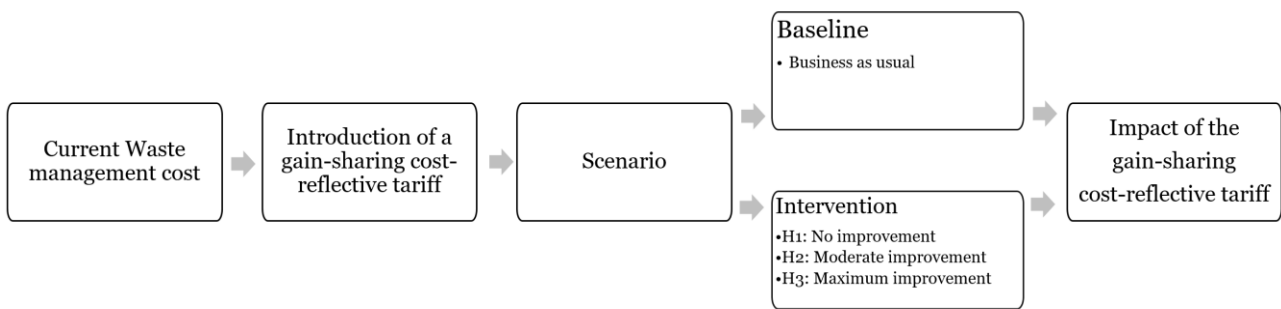 Current Waste
management cost
Introduction of a
gain-sharing cost-
reflective tariff
Scenario
Baseline
• Business as usual
Intervention
•H1: No improvement
•H2: Moderate improvement
•H3: Maximum improvement
Impact of the
gain-sharing
cost-reflective tariff